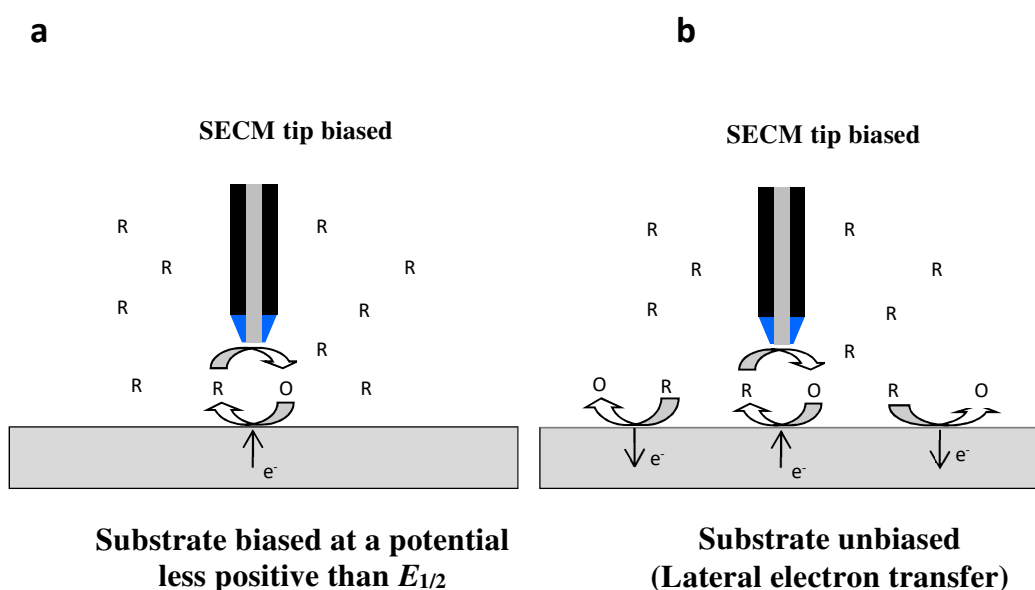 a
b
SECM tip biased
SECM tip biased
R
R
R
R
R
R
R
R
R
R
O
R
R
R
R
R
R
R
R
R
O
R
R
O
R
O
e-
e-
e-
e-
Substrate biased at a potential
less positive than E1/2
Substrate unbiased
(Lateral electron transfer)